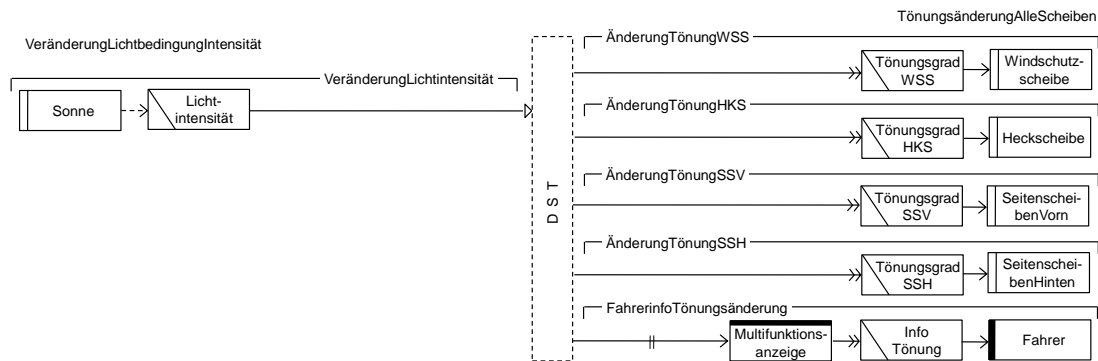 TönungsänderungAlleScheiben
VeränderungLichtbedingungIntensität
VeränderungLichtintensität
Sonne
Licht-
intensität
D S T
ÄnderungTönungWSS
Tönungsgrad
WSS
Windschutz-
scheibe
ÄnderungTönungHKS
Tönungsgrad
HKS
Heckscheibe
ÄnderungTönungSSV
Tönungsgrad
SSV
Seitenschei-
benVorn
ÄnderungTönungSSH
Tönungsgrad
SSH
Seitenschei-
benHinten
FahrerinfoTönungsänderung
Multifunktions-
anzeige
Info
Tönung
Fahrer